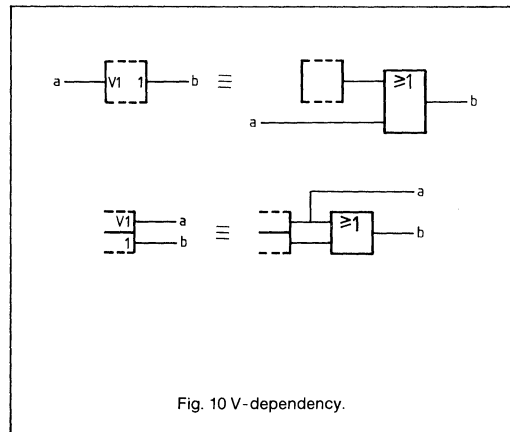 a V1 1 b ≡ ≥1 b
a
V1 a ≡ a
1 b ≥1 b
Fig. 10 V-dependency.